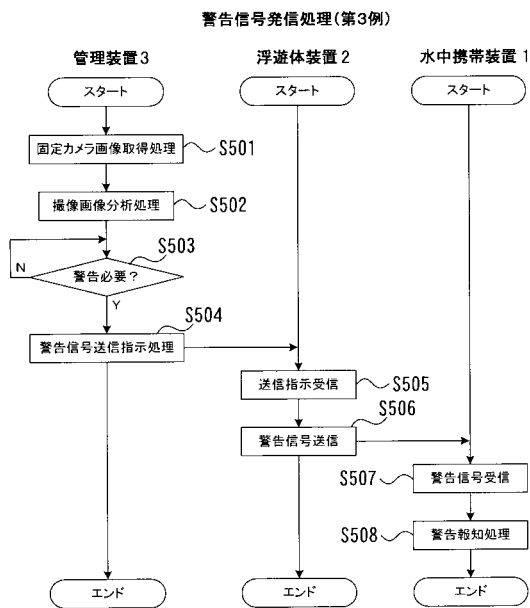 警告信号発信処理(第3例)
管理装置3
浮遊体装置2
水中携帯装置1
スタート
スタート
スタート
固定カメラ画像取得処理
S501
撮像画像分析処理
S502
S503
N
警告必要?
Y
S504
警告信号送信指示処理
送信指示受信
S505
S506
警告信号送信
S507
警告信号受信
S508
警告報知処理
エンド
エンド
エンド